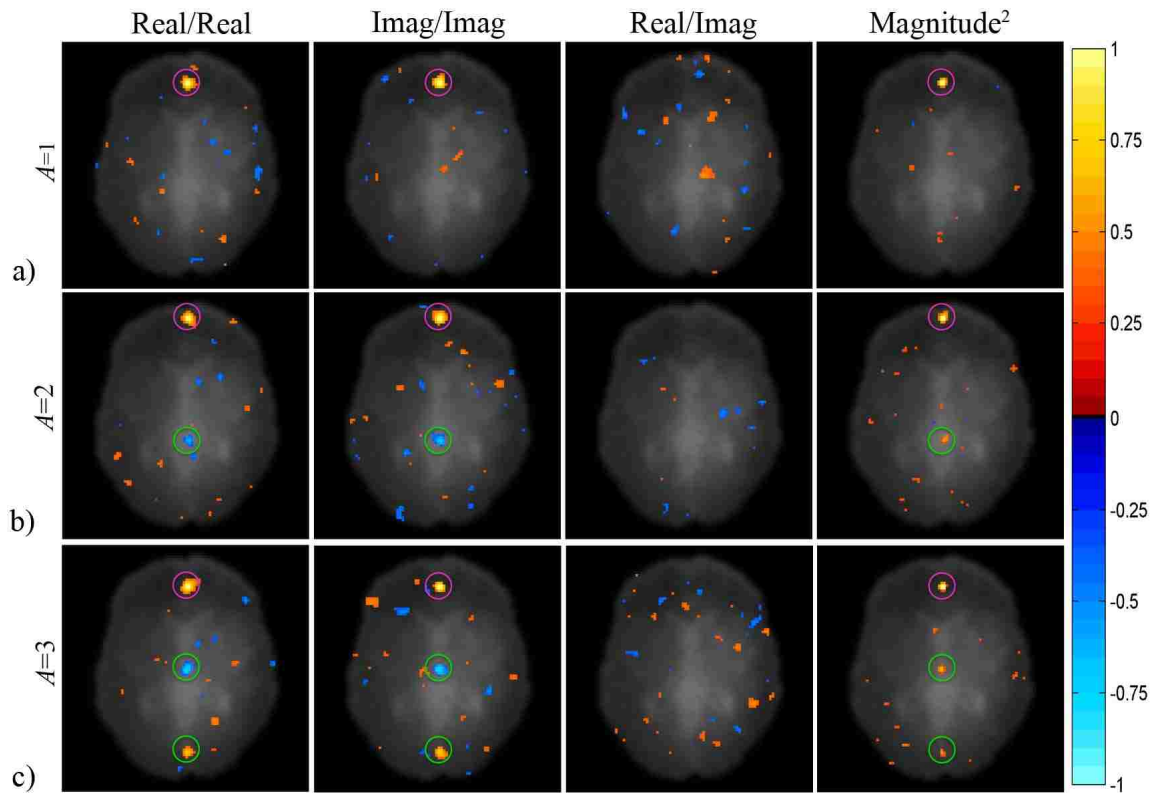 Real/Real Imag/Imag Real/Imag Magnitude²
A=1
a)
A=2
b)
A=3
c)
1
0.75
0.5
0.25
0
-0.25
-0.5
-0.75
-1